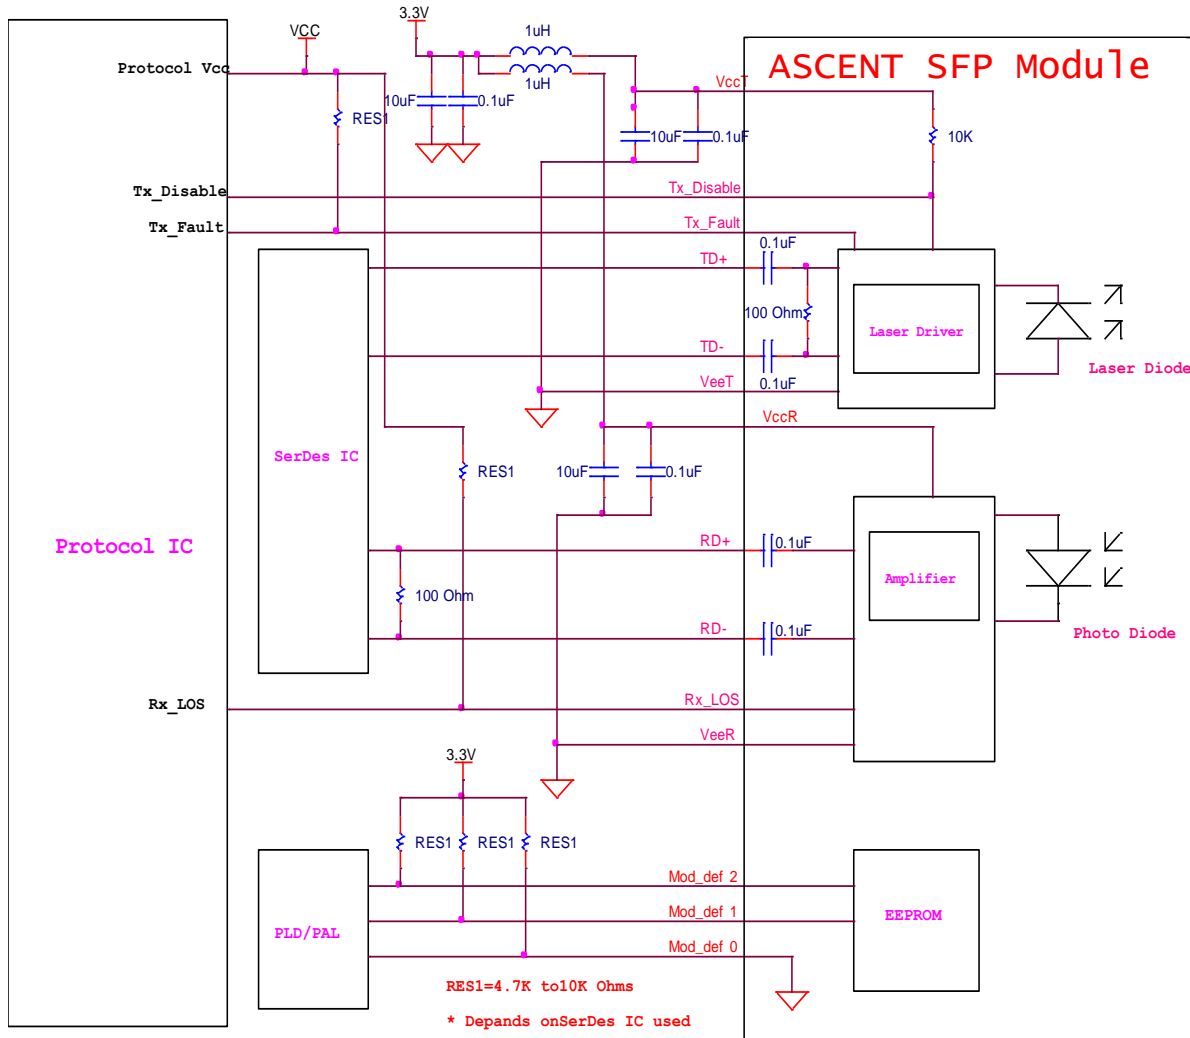 3.3V
VCC
1uH
ASCENT SFP Module
Protocol Vcc
1uH
VccT
10uF
0.1uF
RES1
10uF
0.1uF
10K
Tx_Disable
Tx_Disable
Tx_Fault
Tx_Fault
0.1uF
TD+
100 Ohm
Laser Driver
TD-
Laser Diode
VeeT
0.1uF
VccR
SerDes IC
RES1
10uF
0.1uF
Protocol IC
RD+
0.1uF
Amplifier
100 Ohm
RD-
0.1uF
Photo Diode
Rx_LOS
Rx_LOS
VeeR
3.3V
RES1
RES1
RES1
Mod_def 2
Mod_def 1
EEPROM
PLD/PAL
Mod_def 0
RES1=4.7K to10K Ohms
* Depands onSerDes IC used